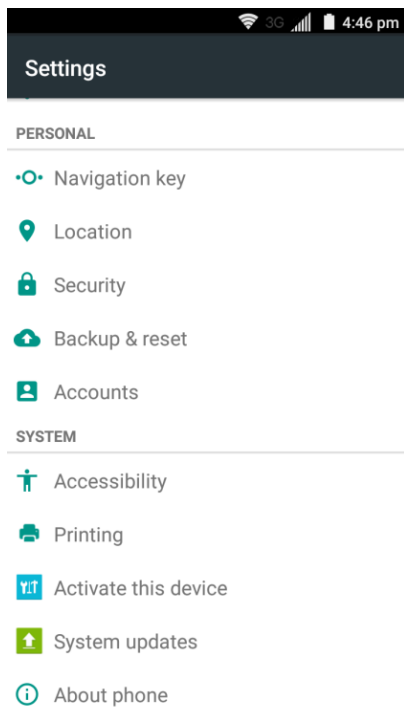 3G 4:46 pm
Settings
PERSONAL
Navigation key
Location
Security
Backup & reset
Accounts
SYSTEM
Accessibility
Printing
Activate this device
System updates
About phone